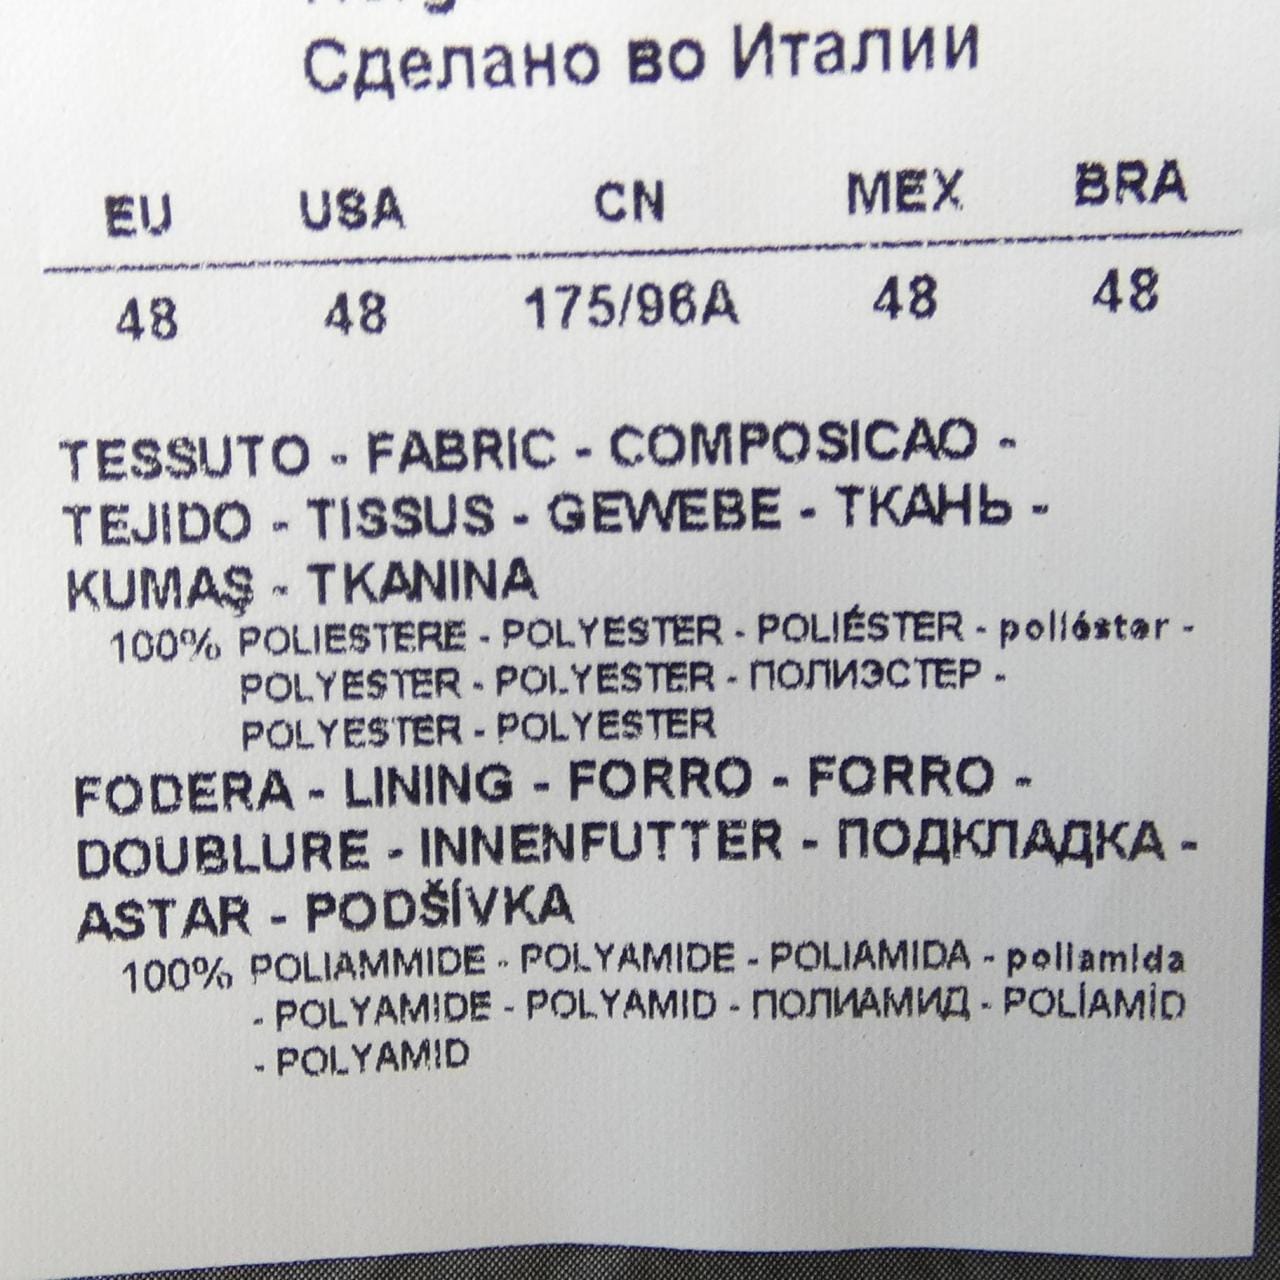 Сделано во Италии
EU USA CN MEX BRA
48 48 175/96A 48 48
TESSUTO - FABRIC - COMPOSICAO -
TEJIDO - TISSUS - GEWEBE - ТКАНЬ -
KUMAŞ - TKANINA
100% POLIESTERE - POLYESTER - POLIÉSTER - poliéster -
POLYESTER - POLYESTER - ПОЛИЭСТЕР -
POLYESTER - POLYESTER
FODERA - LINING - FORRO - FORRO -
DOUBLURE - INNENFUTTER - ПОДКЛАДКА -
ASTAR - PODŠÍVKA
100% POLIAMMIDE - POLYAMIDE - POLIAMIDA - poliamida
- POLYAMIDE - POLYAMID - ПОЛИАМИД - POLİAMİD
- POLYAMID